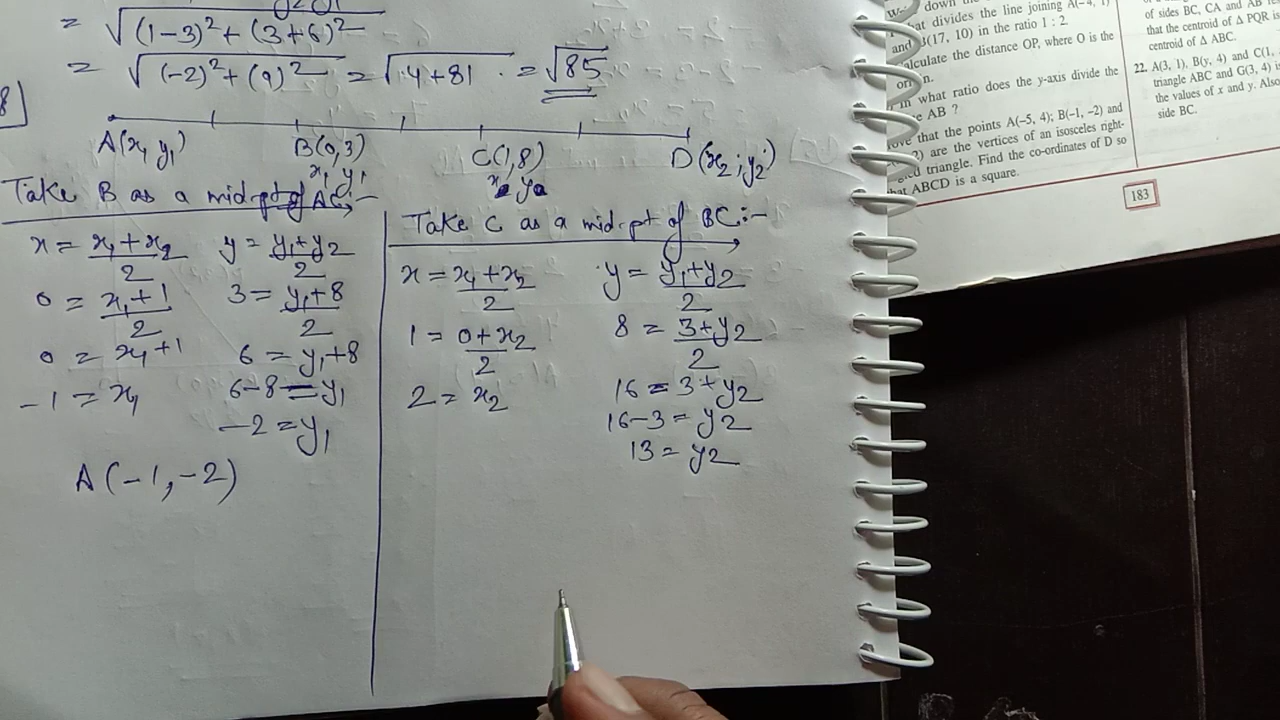 = √(1-3)² + (3+6)²
= √(-2)² + (9)² = √4+81 = √85
8]
A(x₁ y₁) B(0,3) C(1,8) D(x₂ ; y₂)
x₁ y₁
Take B as a mid-pt of AC:-
x = x₁+x₂/2 y = y₁+y₂/2
0 = x₁+1/2 3 = y₁+8/2
0 = x₁+1 6 = y₁+8
-1 = x₁ 6-8 = y₁
-2 = y₁
A(-1,-2)
Take C as a mid-pt of BC:-
x = x₁+x₂/2 y = y₁+y₂/2
1 = 0+x₂/2 8 = 3+y₂/2
2 = x₂ 16 = 3+y₂
16-3 = y₂
13 = y₂
down the
at divides the line joining A(-4, 1)
and B(17, 10) in the ratio 1 : 2.
alculate the distance OP, where O is the
n.
n what ratio does the y-axis divide the
AB ?
ove that the points A(-5, 4); B(-1, -2) and
2) are the vertices of an isosceles right-
triangle. Find the co-ordinates of D so
at ABCD is a square.
of sides BC, CA and AB
that the centroid of Δ PQR is
centroid of Δ ABC.
22. A(3, 1), B(y, 4) and C(1,
triangle ABC and G(3, 4) i
the values of x and y. Also
side BC.
183